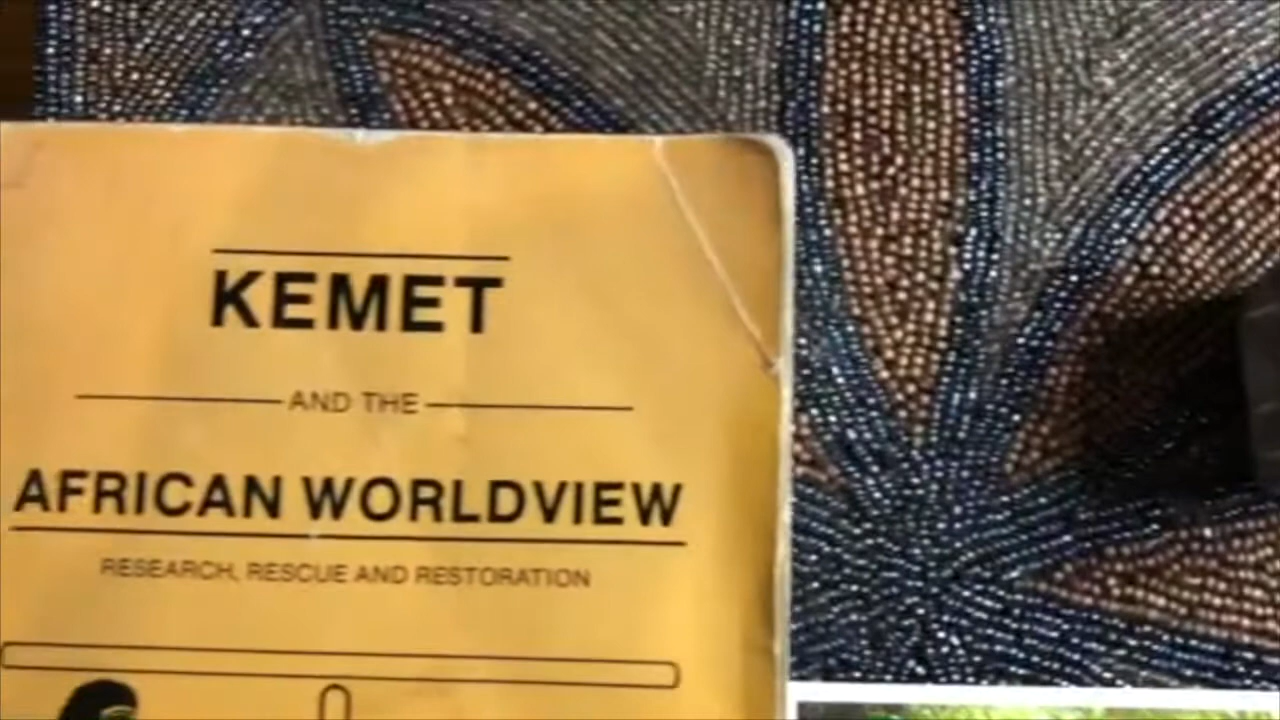 KEMET
AND THE
AFRICAN WORLDVIEW
RESEARCH, RESCUE AND RESTORATION